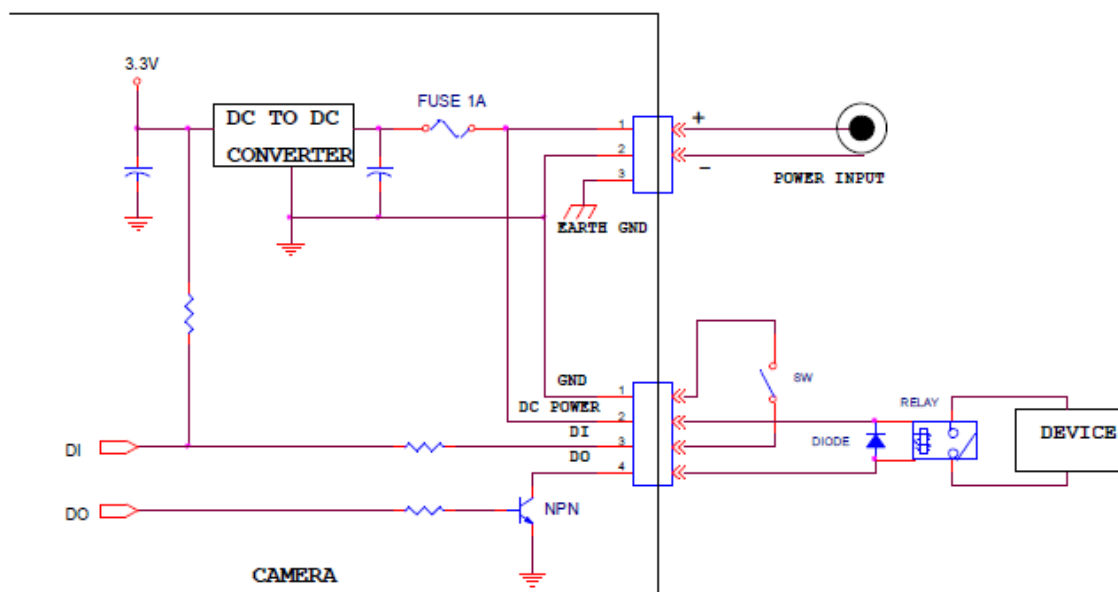 3.3V
FUSE 1A
DC TO DC
CONVERTER
1
2
3
+
−
POWER INPUT
EARTH GND
GND
DC POWER
DI
DO
1
2
3
4
SW
RELAY
DIODE
DEVICE
DI
DO
NPN
CAMERA